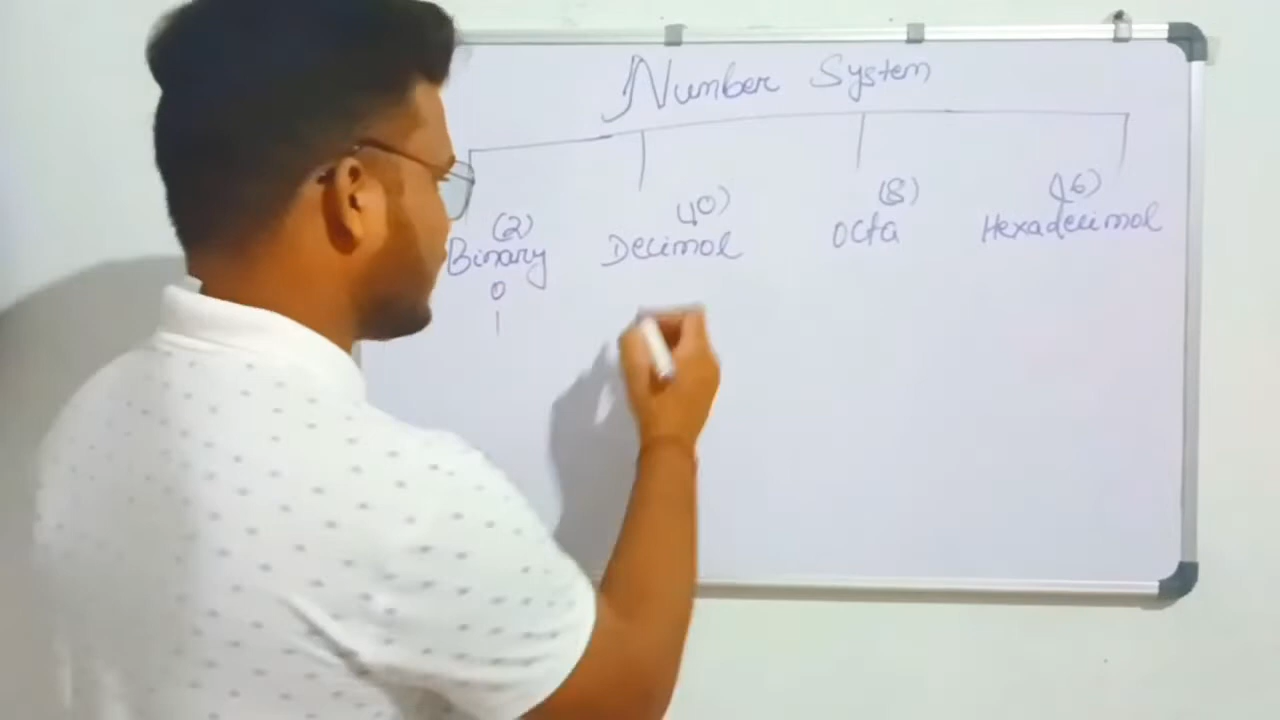 Number System
(2) (10) (8) (16)
Binary Decimal Octa Hexadecimal
0
1